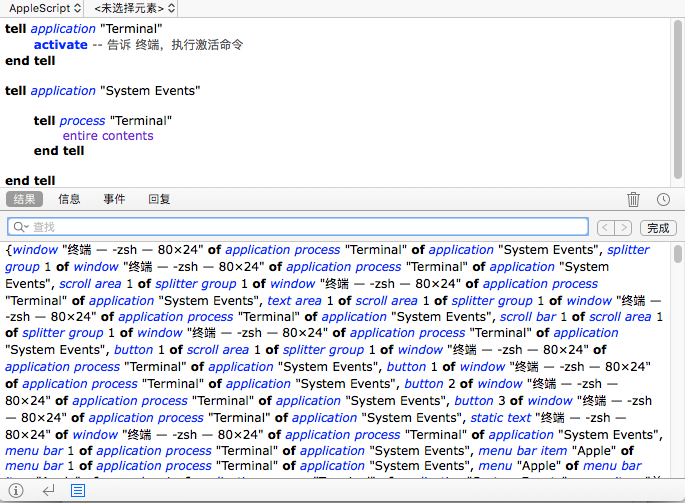 AppleScript <未选择元素>
tell application "Terminal"
activate -- 告诉 终端，执行激活命令
end tell
tell application "System Events"
tell process "Terminal"
entire contents
end tell
end tell
结果 信息 事件 回复
查找 完成
{window "终端 — -zsh — 80×24" of application process "Terminal" of application "System Events", splitter
group 1 of window "终端 — -zsh — 80×24" of application process "Terminal" of application "System
Events", scroll area 1 of splitter group 1 of window "终端 — -zsh — 80×24" of application process
"Terminal" of application "System Events", text area 1 of scroll area 1 of splitter group 1 of window "终端 —
-zsh — 80×24" of application process "Terminal" of application "System Events", scroll bar 1 of scroll area 1
of splitter group 1 of window "终端 — -zsh — 80×24" of application process "Terminal" of application
"System Events", button 1 of scroll area 1 of splitter group 1 of window "终端 — -zsh — 80×24" of
application process "Terminal" of application "System Events", button 1 of window "终端 — -zsh — 80×24"
of application process "Terminal" of application "System Events", button 2 of window "终端 — -zsh —
80×24" of application process "Terminal" of application "System Events", button 3 of window "终端 — -zsh
— 80×24" of application process "Terminal" of application "System Events", static text "终端 — -zsh —
80×24" of window "终端 — -zsh — 80×24" of application process "Terminal" of application "System Events",
menu bar 1 of application process "Terminal" of application "System Events", menu bar item "Apple" of
menu bar 1 of application process "Terminal" of application "System Events", menu "Apple" of menu bar